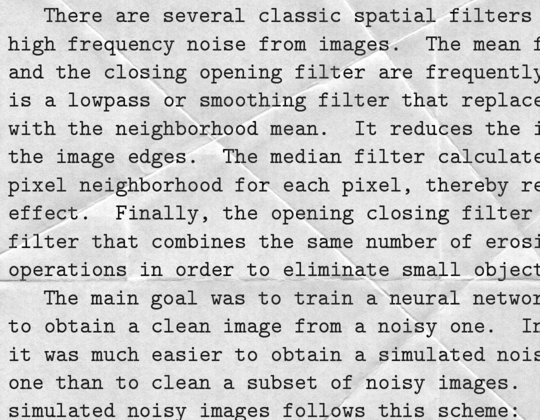 There are several classic spatial filters
high frequency noise from images. The mean f
and the closing opening filter are frequently
is a lowpass or smoothing filter that replace
with the neighborhood mean. It reduces the i
the image edges. The median filter calculate
pixel neighborhood for each pixel, thereby re
effect. Finally, the opening closing filter
filter that combines the same number of erosi
operations in order to eliminate small object
The main goal was to train a neural networ
to obtain a clean image from a noisy one. In
it was much easier to obtain a simulated nois
one than to clean a subset of noisy images.
simulated noisy images follows this scheme: